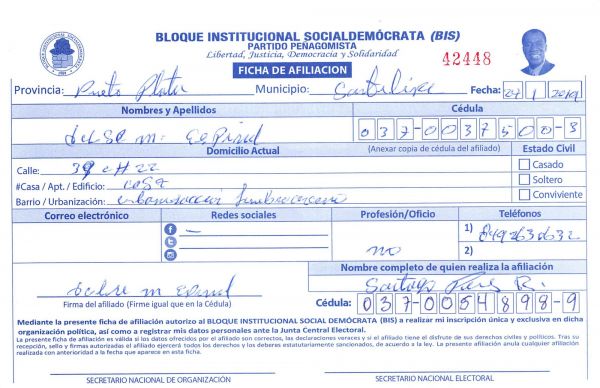 BLOQUE INSTITUCIONAL SOCIALDEMÓCRATA (BIS)
PARTIDO PEÑAGOMISTA
Libertad, Justicia, Democracia y Solidaridad
42448
FICHA DE AFILIACION
Provincia: Puerto Plata Municipio: Fecha: 1
Nombres y Apellidos Cédula
m. 037-0037500-3
Domicilio Actual (Anexar copia de cédula del afiliado) Estado Civil
Calle: 39 # 22 Casado
#Casa / Apt. / Edificio: casa Soltero
Barrio / Urbanización: Conviviente
Correo electrónico Redes sociales Profesión/Oficio Teléfonos
1)
no 2)
Nombre completo de quien realiza la afiliación
Santiago R.
Firma del afiliado (Firme igual que en la Cédula) Cédula: 037-0054898-9
Mediante la presente ficha de afiliación autorizo al BLOQUE INSTITUCIONAL SOCIAL DEMÓCRATA (BIS) a realizar mi inscripción única y exclusiva en dicha
organización política, así como a registrar mis datos personales ante la Junta Central Electoral.
La presente ficha de afiliación es válida si los datos ofrecidos por el afiliado son correctos, las declaraciones veraces y si el afiliado tiene el disfrute de sus derechos civiles y políticos. Tras su
recepción, sello y firmas autorizadas el afiliado ejercerá todos los derechos y los deberes estatutariamente sancionados, de acuerdo a la ley. La presente afiliación anula cualquier afiliación
realizada con anterioridad a la fecha que aparece en esta ficha.
SECRETARIO NACIONAL DE ORGANIZACIÓN SECRETARIO NACIONAL ELECTORAL